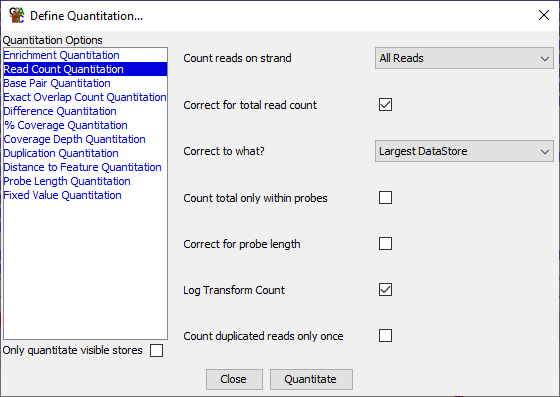 Define Quantitation...
Quantitation Options
Enrichment Quantitation
Read Count Quantitation
Base Pair Quantitation
Exact Overlap Count Quantitation
Difference Quantitation
% Coverage Quantitation
Coverage Depth Quantitation
Duplication Quantitation
Distance to Feature Quantitation
Probe Length Quantitation
Fixed Value Quantitation
Only quantitate visible stores
Count reads on strand All Reads
Correct for total read count
Correct to what? Largest DataStore
Count total only within probes
Correct for probe length
Log Transform Count
Count duplicated reads only once
Close Quantitate